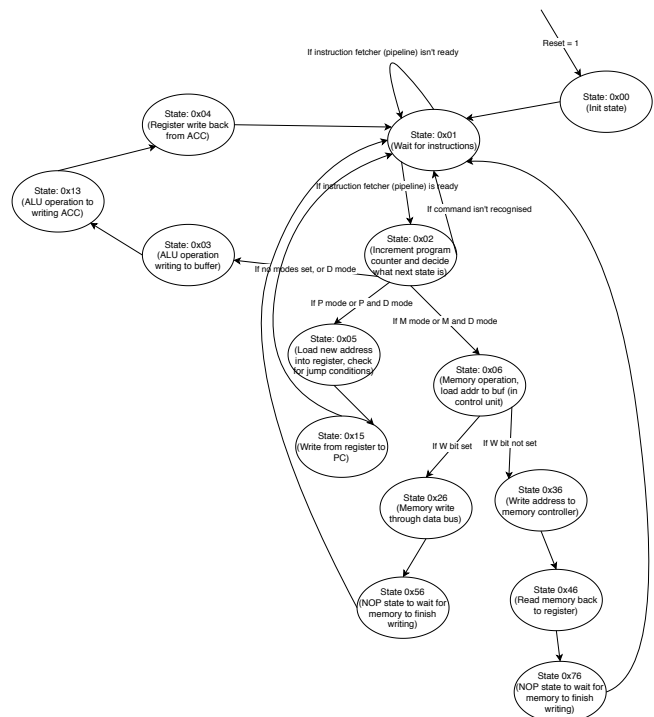 Reset = 1
If instruction fetcher (pipeline) isn't ready
State: 0x00
(Init state)
State: 0x04
(Register write back
from ACC)
State: 0x01
(Wait for instructions)
If instruction fetcher (pipeline) is ready
State: 0x13
(ALU operation to
writing ACC)
If command isn't recognised
State: 0x03
(ALU operation
writing to buffer)
State: 0x02
(Increment program
counter and decide
what next state is)
If no modes set, or D mode
If P mode or P and D mode
If M mode or M and D mode
State: 0x05
(Load new address
into register, check
for jump conditions)
State: 0x06
(Memory operation,
load addr to buf (in
control unit)
State: 0x15
(Write from register to
PC)
If W bit set
If W bit not set
State 0x26
(Memory write
through data bus)
State 0x36
(Write address to
memory controller)
State 0x56
(NOP state to wait for
memory to finish
writing)
State 0x46
(Read memory back
to register)
State 0x76
(NOP state to wait for
memory to finish
writing)